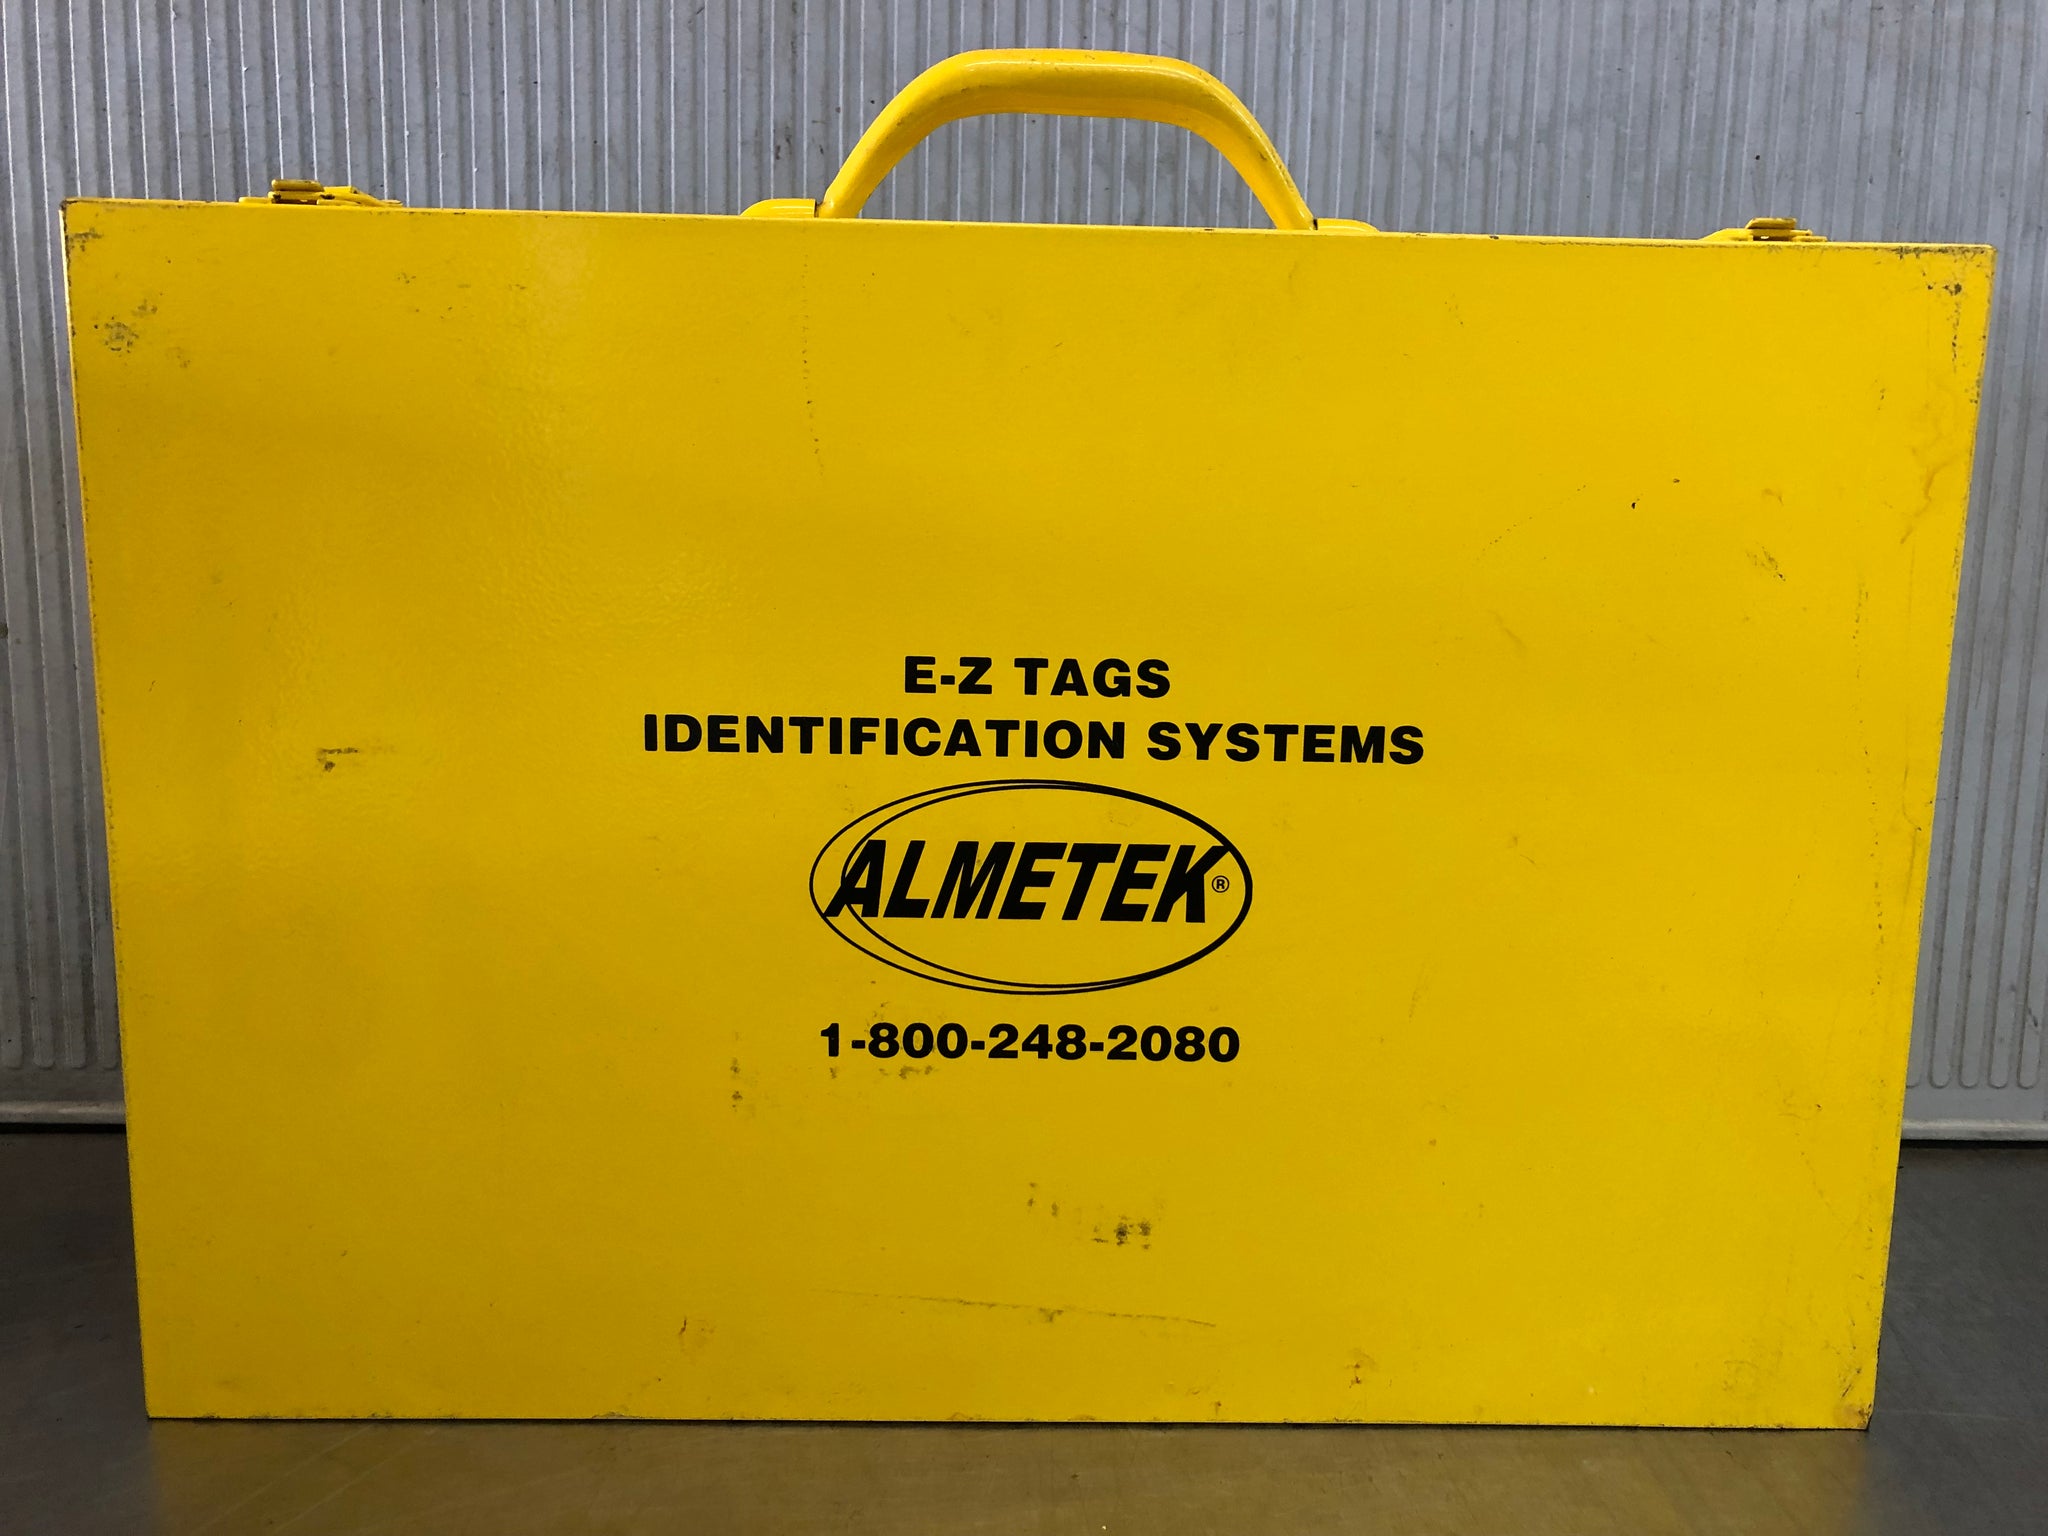 E-Z TAGS
IDENTIFICATION SYSTEMS
ALMETEK®
1-800-248-2080